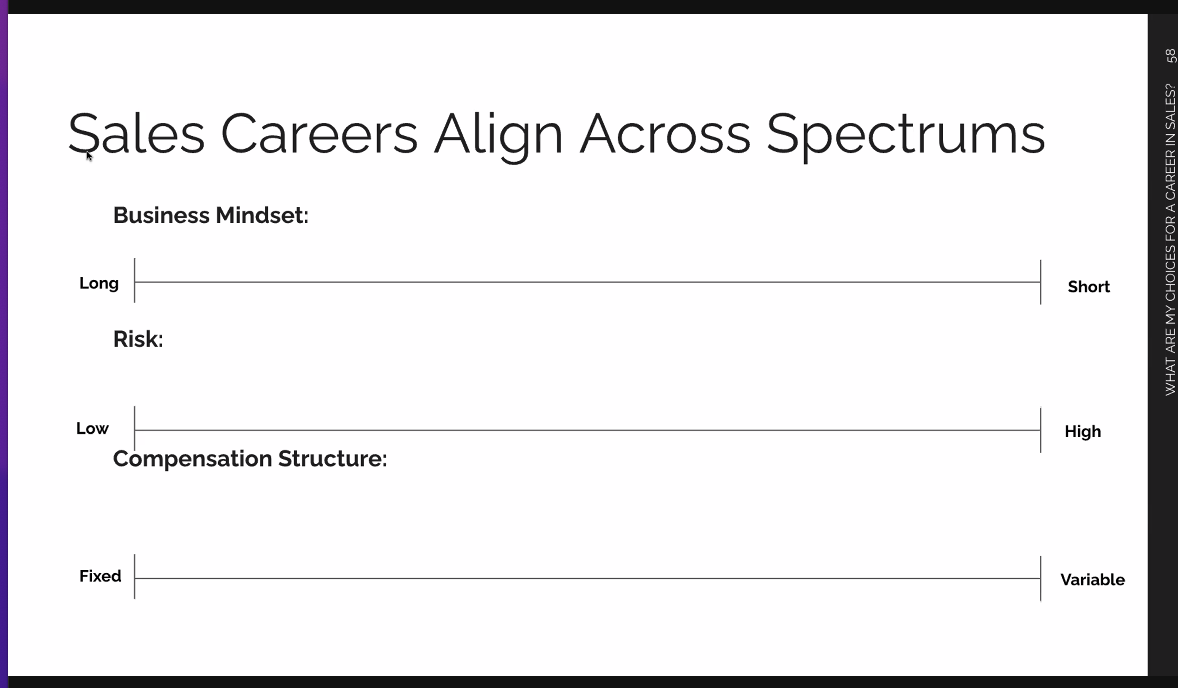 Sales Careers Align Across Spectrums
Business Mindset:
Long
Short
Risk:
Low
High
Compensation Structure:
Fixed
Variable
WHAT ARE MY CHOICES FOR A CAREER IN SALES? 58